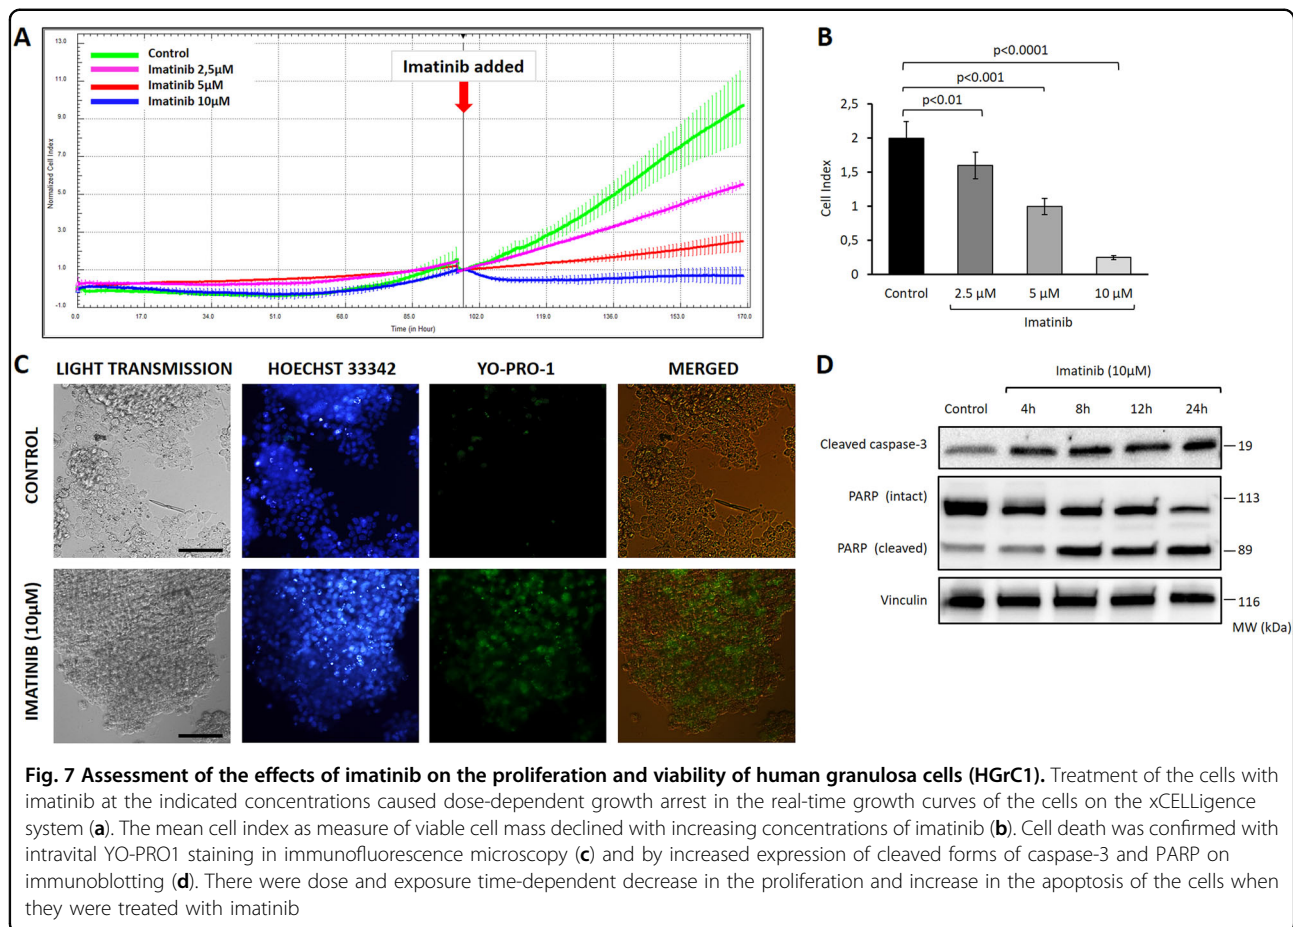 A
13.0
11.0
9.0
7.0
5.0
3.0
1.0
-1.0
Normalized Cell Index
Control
Imatinib 2,5µM
Imatinib 5µM
Imatinib 10µM
Imatinib added
0.0 17.0 34.0 51.0 68.0 85.0 102.0 119.0 136.0 153.0 170.0
Time (in Hour)
B
p<0.0001
p<0.001
p<0.01
2,5
2
1,5
1
0,5
0
Cell Index
Control 2.5 µM 5 µM 10 µM
Imatinib
C
LIGHT TRANSMISSION HOECHST 33342 YO-PRO-1 MERGED
CONTROL
IMATINIB (10µM)
D
Imatinib (10µM)
Control 4h 8h 12h 24h
Cleaved caspase-3 19
PARP (intact) 113
PARP (cleaved) 89
Vinculin 116
MW (kDa)
Fig. 7 Assessment of the effects of imatinib on the proliferation and viability of human granulosa cells (HGrC1). Treatment of the cells with
imatinib at the indicated concentrations caused dose-dependent growth arrest in the real-time growth curves of the cells on the xCELLigence
system (a). The mean cell index as measure of viable cell mass declined with increasing concentrations of imatinib (b). Cell death was confirmed with
intravital YO-PRO1 staining in immunofluorescence microscopy (c) and by increased expression of cleaved forms of caspase-3 and PARP on
immunoblotting (d). There were dose and exposure time-dependent decrease in the proliferation and increase in the apoptosis of the cells when
they were treated with imatinib